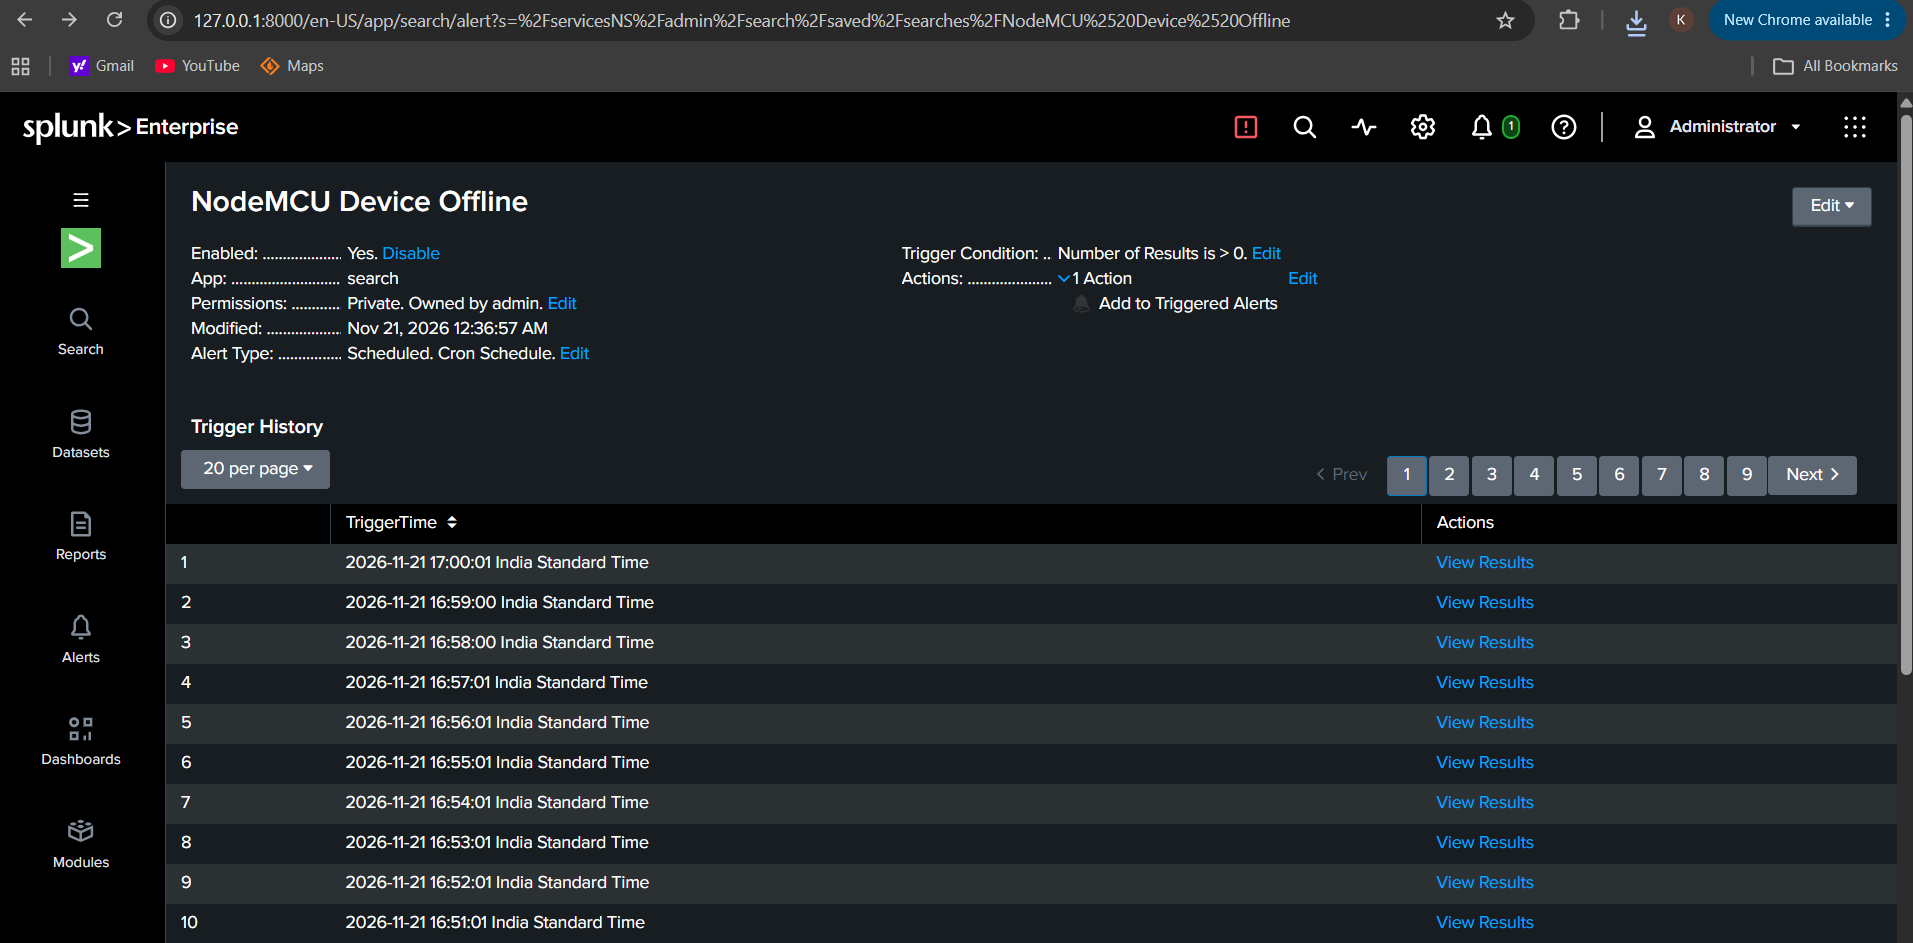 127.0.0.1:8000/en-US/app/search/alert?s=%2FservicesNS%2Fadmin%2Fsearch%2Fsaved%2Fsearches%2FNodeMCU%2520Device%2520Offline
K
New Chrome available
Gmail
YouTube
Maps
All Bookmarks
splunk>Enterprise
1
Administrator
NodeMCU Device Offline
Edit
Enabled: .................... Yes. Disable
App: ........................... search
Permissions: ............ Private. Owned by admin. Edit
Modified: ................... Nov 21, 2026 12:36:57 AM
Alert Type: ................ Scheduled. Cron Schedule. Edit
Trigger Condition: .. Number of Results is > 0. Edit
Actions: ..................... 1 Action Edit
Add to Triggered Alerts
Search
Datasets
Reports
Alerts
Dashboards
Modules
Trigger History
20 per page
Prev 1 2 3 4 5 6 7 8 9 Next
TriggerTime Actions
1 2026-11-21 17:00:01 India Standard Time View Results
2 2026-11-21 16:59:00 India Standard Time View Results
3 2026-11-21 16:58:00 India Standard Time View Results
4 2026-11-21 16:57:01 India Standard Time View Results
5 2026-11-21 16:56:01 India Standard Time View Results
6 2026-11-21 16:55:01 India Standard Time View Results
7 2026-11-21 16:54:01 India Standard Time View Results
8 2026-11-21 16:53:01 India Standard Time View Results
9 2026-11-21 16:52:01 India Standard Time View Results
10 2026-11-21 16:51:01 India Standard Time View Results